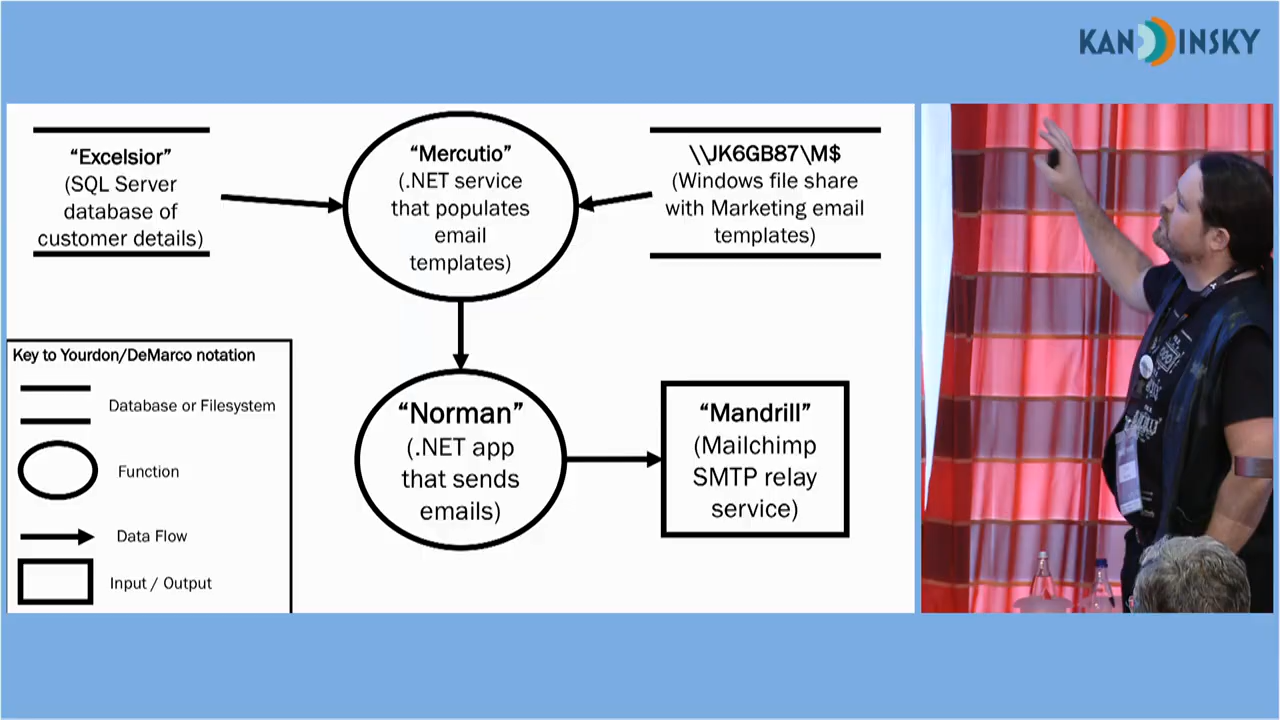 KANDINSKY
“Excelsior”
(SQL Server
database of
customer details)
“Mercutio”
(.NET service
that populates
email
templates)
\\JK6GB87\M$
(Windows file share
with Marketing email
templates)
Key to Yourdon/DeMarco notation
Database or Filesystem
Function
Data Flow
Input / Output
“Norman”
(.NET app
that sends
emails)
“Mandrill”
(Mailchimp
SMTP relay
service)